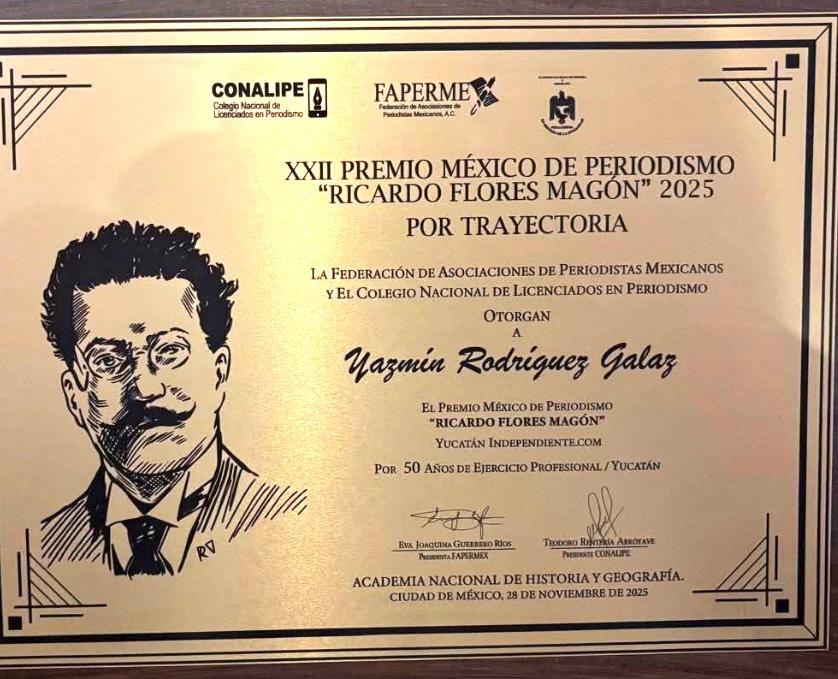 CONALIPE
Colegio Nacional de
Licenciados en Periodismo
FAPERMEX
Federación de Asociaciones de
Periodistas Mexicanos, A.C.
XXII PREMIO MÉXICO DE PERIODISMO
“RICARDO FLORES MAGÓN” 2025
POR TRAYECTORIA
LA FEDERACIÓN DE ASOCIACIONES DE PERIODISTAS MEXICANOS
Y EL COLEGIO NACIONAL DE LICENCIADOS EN PERIODISMO
OTORGAN
A
Yazmín Rodríguez Galaz
EL PREMIO MÉXICO DE PERIODISMO
“RICARDO FLORES MAGÓN”
YUCATÁN INDEPENDIENTE.COM
POR 50 AÑOS DE EJERCICIO PROFESIONAL / YUCATÁN
EVA JOAQUINA GUERRERO RÍOS
PRESIDENTA FAPERMEX
TEODORO RENTERÍA ARRÓYAVE
PRESIDENTE CONALIPE
ACADEMIA NACIONAL DE HISTORIA Y GEOGRAFÍA.
CIUDAD DE MÉXICO, 28 DE NOVIEMBRE DE 2025